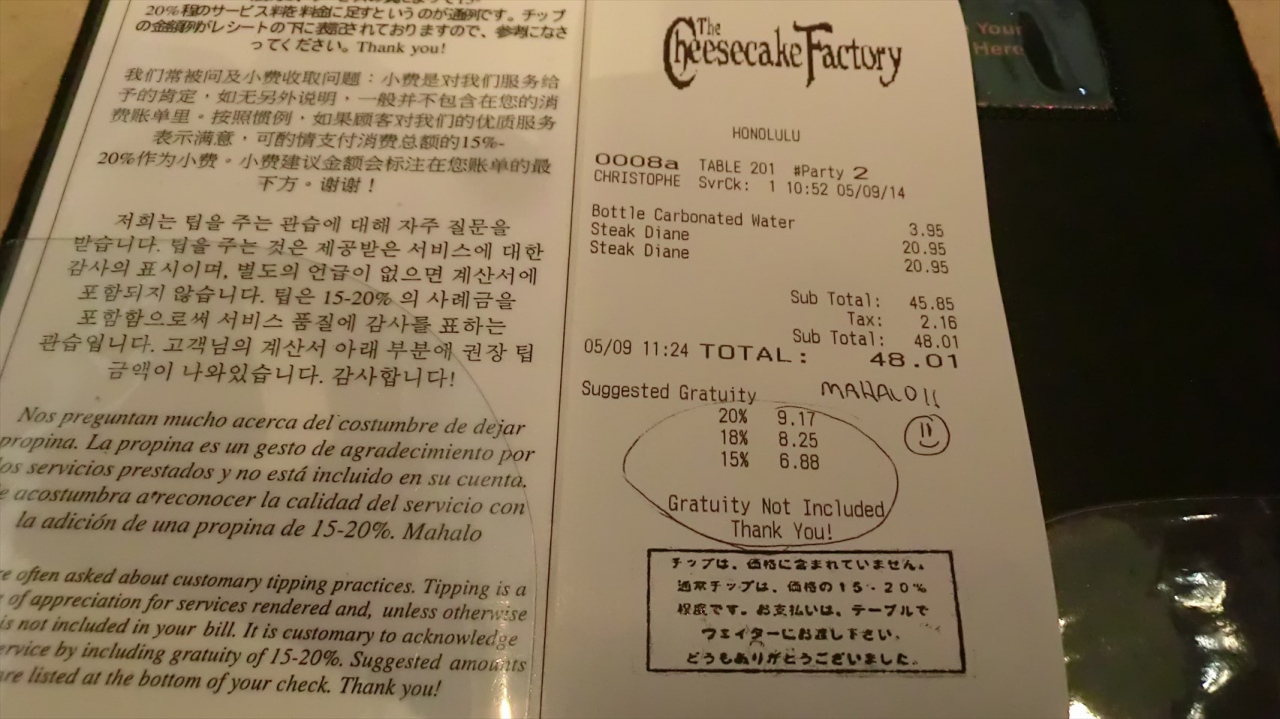 20%程のサービス料を料金に足すというのが通例です。チップ
の金額例がレシートの下に表記されておりますので、参考になさ
ってください。Thank you!
我们常被问及小费收取问题：小费是对我们服务给
予的肯定，如无另外说明，一般并不包含在您的消
费账单里。按照惯例，如果顾客对我们的优质服务
表示满意，可酌情支付消费总额的15%-
20%作为小费。小费建议金额会标注在您账单的最
下方。谢谢！
저희는 팁을 주는 관습에 대해 자주 질문을
받습니다. 팁을 주는 것은 제공받은 서비스에 대한
감사의 표시이며, 별도의 언급이 없으면 계산서에
포함되지 않습니다. 팁은 15-20% 의 사례금을
포함함으로써 서비스 품질에 감사를 표하는
관습입니다. 고객님의 계산서 아래 부분에 권장 팁
금액이 나와있습니다. 감사합니다!
Nos preguntan mucho acerca del costumbre de dejar
propina. La propina es un gesto de agradecimiento por
los servicios prestados y no está incluido en su cuenta.
acostumbra a reconocer la calidad del servicio con
la adición de una propina de 15-20%. Mahalo
often asked about customary tipping practices. Tipping is a
of appreciation for services rendered and, unless otherwise
is not included in your bill. It is customary to acknowledge
service by including gratuity of 15-20%. Suggested amounts
are listed at the bottom of your check. Thank you!
The
Cheesecake Factory
HONOLULU
0008a TABLE 201 #Party 2
CHRISTOPHE SvrCk: 1 10:52 05/09/14
Bottle Carbonated Water 3.95
Steak Diane 20.95
Steak Diane 20.95
Sub Total: 45.85
Tax: 2.16
Sub Total: 48.01
05/09 11:24 TOTAL: 48.01
Suggested Gratuity MAHALO!!
20% 9.17
18% 8.25
15% 6.88
Gratuity Not Included
Thank You!
チップは、価格に含まれていません。
通常チップは、価格の15~20%
程度です。お支払いは、テーブルで
ウェイターにお渡し下さい。
どうもありがとうございました。
Your
Here